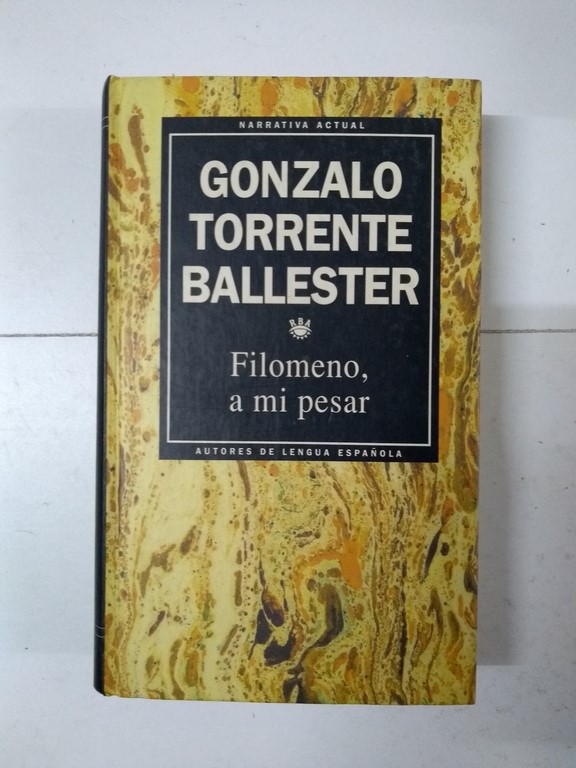 NARRATIVA ACTUAL
GONZALO
TORRENTE
BALLESTER
RBA
Filomeno,
a mi pesar
AUTORES DE LENGUA ESPAÑOLA